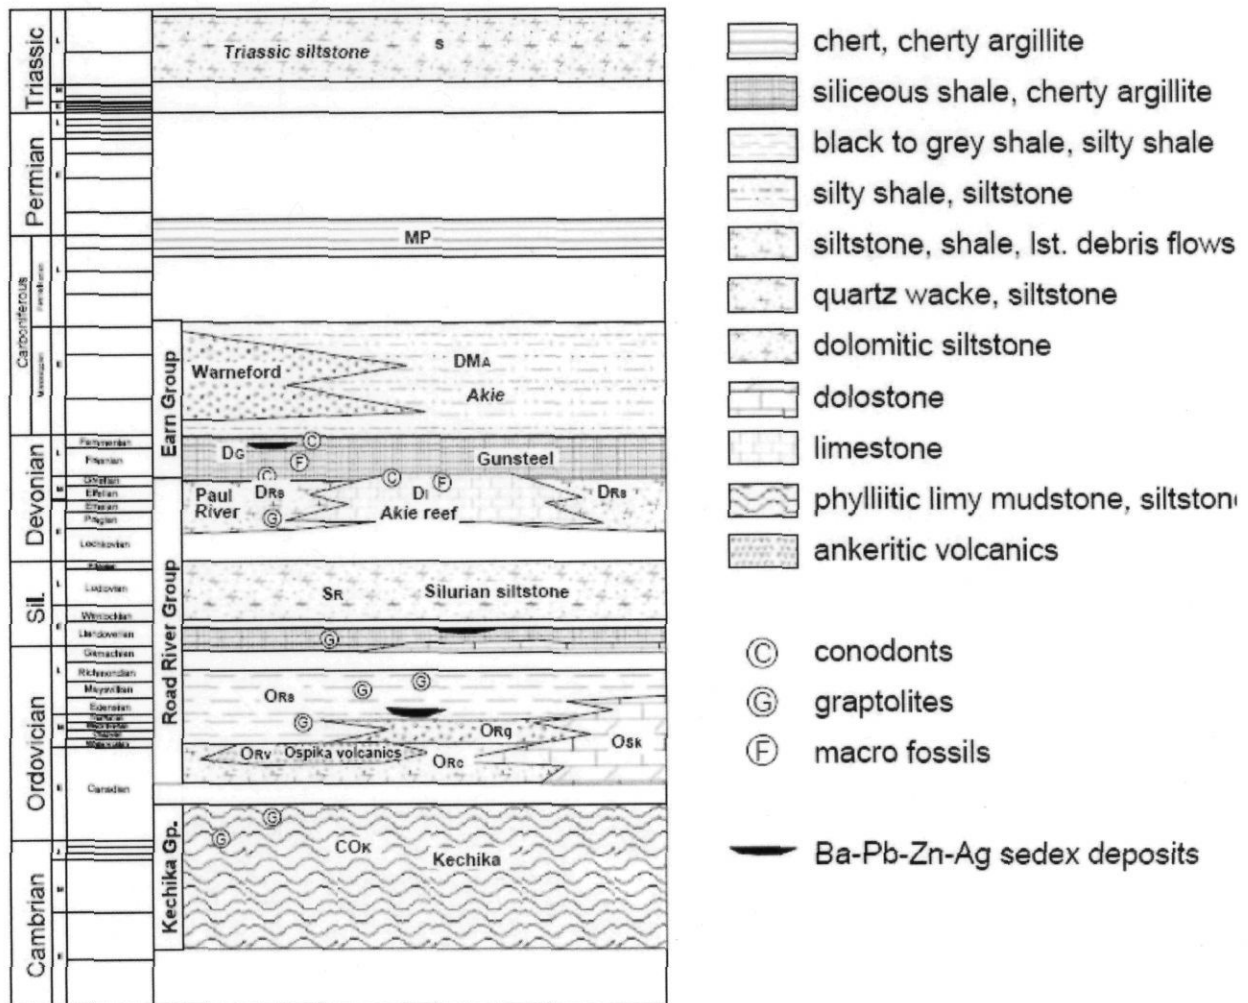 Triassic
L
M
E
Triassic siltstone
s
Permian
L
E
MP
Carboniferous
L
E
Earn Group
Warneford
DMA
Akie
Devonian
L
M
E
Famennian
Frasnian
Givetian
Eifelian
Emsian
Pragian
Lochkovian
DG
C
F
C
Gunsteel
Paul
River
DRS
G
C
DI
F
Akie reef
DRS
Road River Group
Sil.
L
E
Ludlovian
Wenlockian
Llandoverian
SR
Silurian siltstone
G
Ordovician
L
M
E
Gamachian
Richmondian
Maysvillian
Edenian
Canadian
ORS
G
G
G
ORq
OSK
ORV
Ospika volcanics
ORC
Cambrian
M
E
Kechika Gp.
G
G
COK
Kechika
chert, cherty argillite
siliceous shale, cherty argillite
black to grey shale, silty shale
silty shale, siltstone
siltstone, shale, lst. debris flows
quartz wacke, siltstone
dolomitic siltstone
dolostone
limestone
phylliitic limy mudstone, siltston
ankeritic volcanics
C conodonts
G graptolites
F macro fossils
Ba-Pb-Zn-Ag sedex deposits